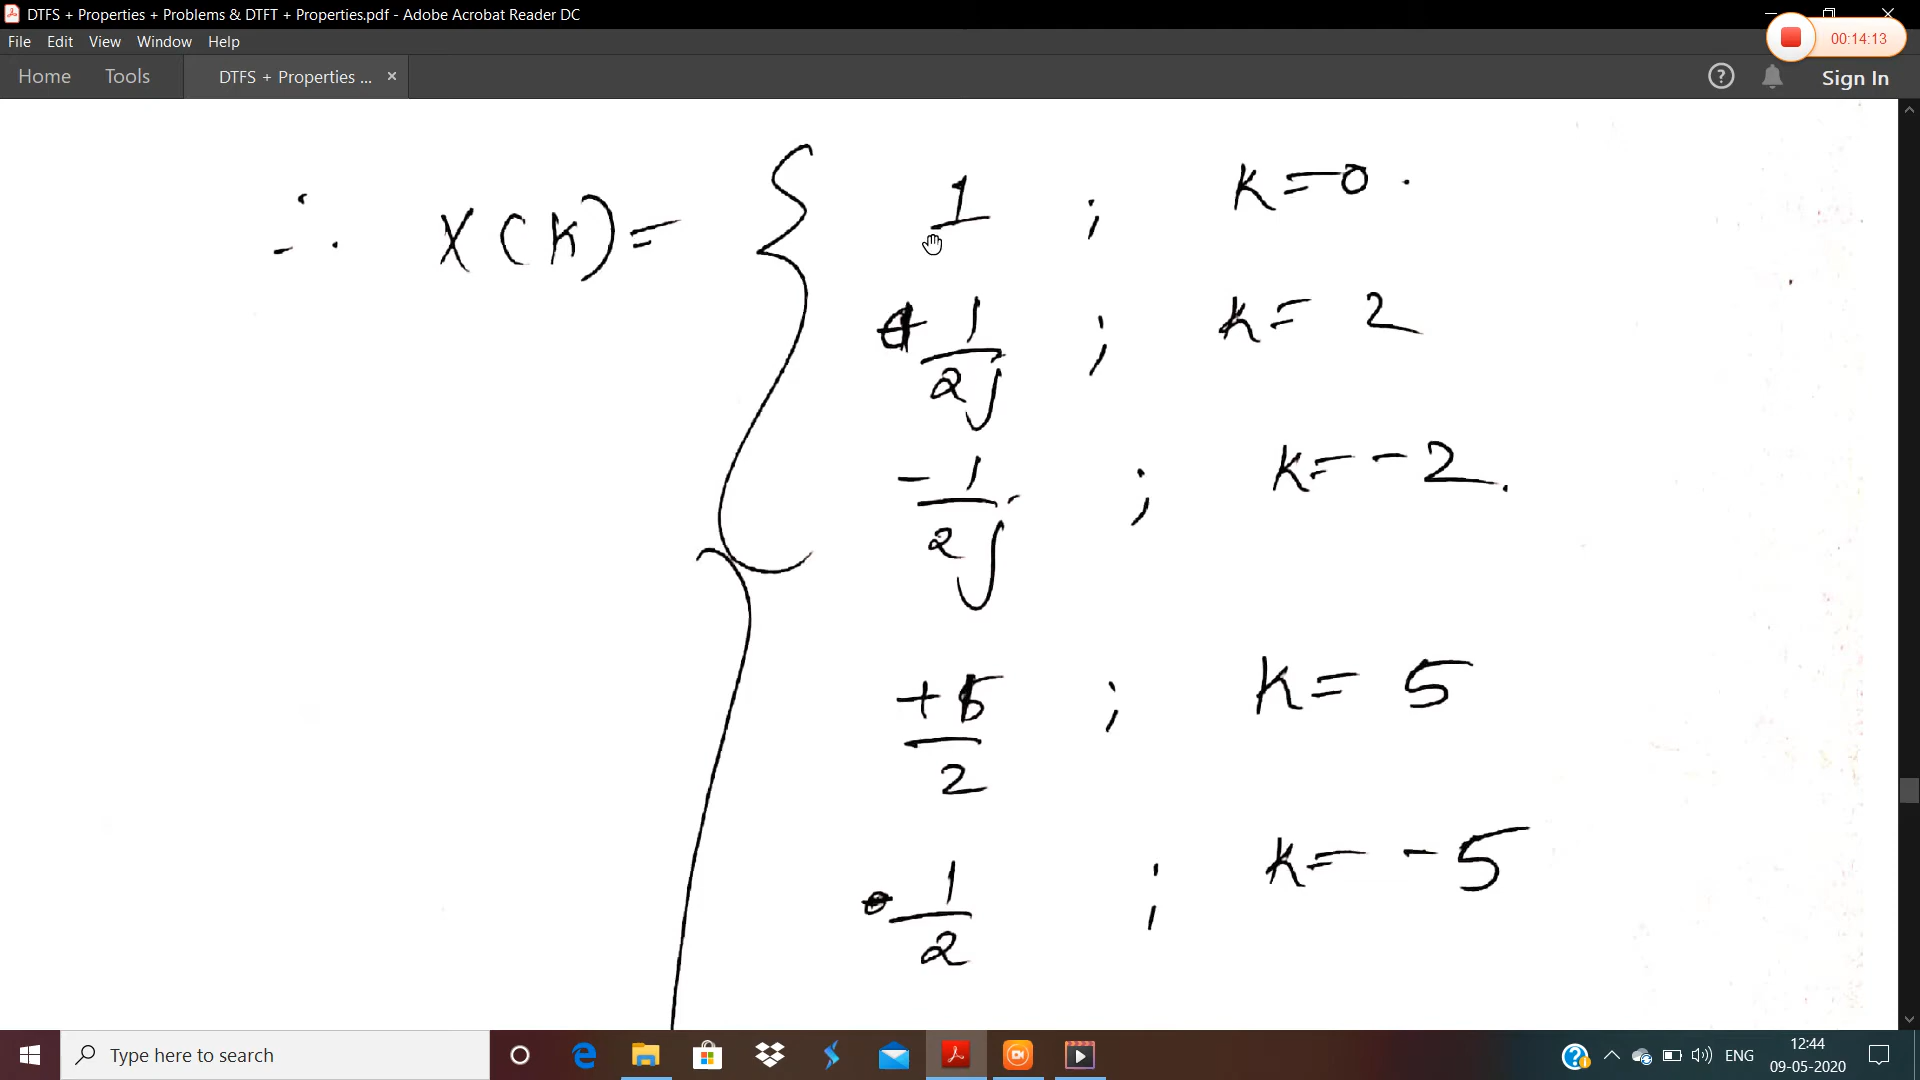 DTFS + Properties + Problems & DTFT + Properties.pdf - Adobe Acrobat Reader DC
File Edit View Window Help
00:14:13
Home Tools DTFS + Properties ... × ? Sign In
∴ X(K) = { 1 ; K = 0 .
+ 1/2j ; K = 2
- 1/2j ; K = -2 .
/2 ; K = 5
1/2 ; K = -5
Type here to search
ENG
12:44
09-05-2020